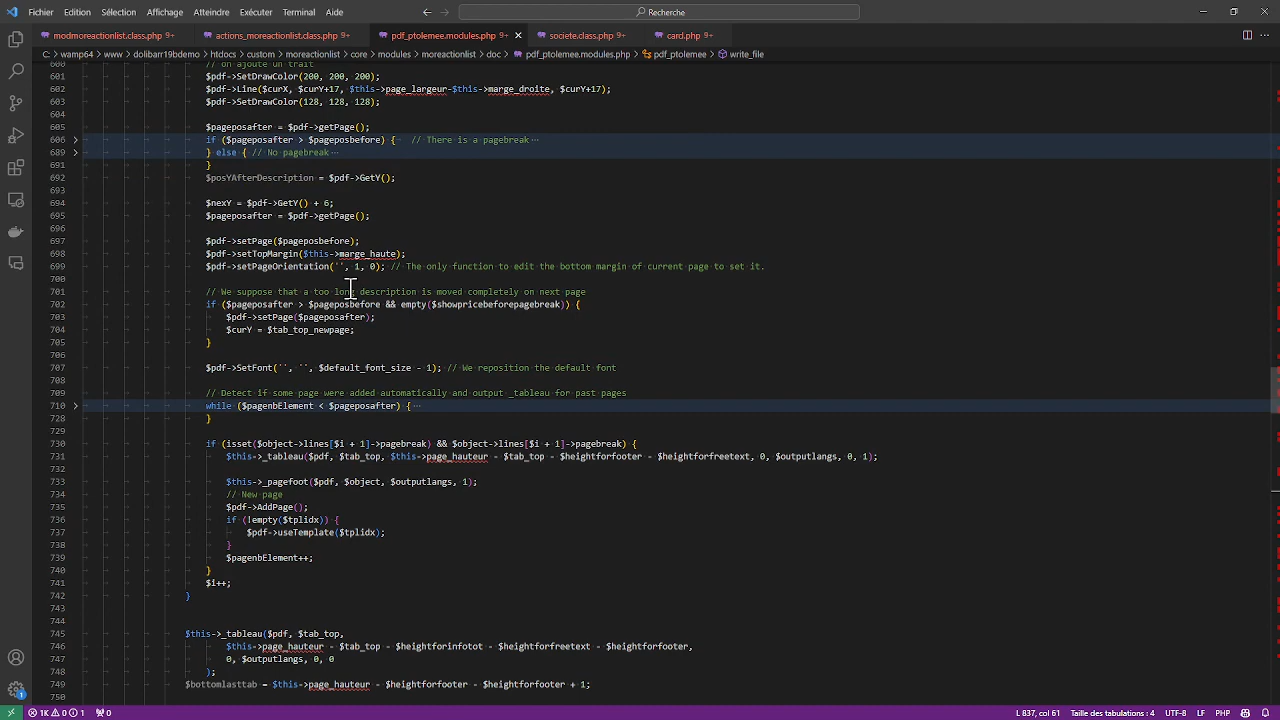 Fichier Edition Sélection Affichage Atteindre Exécuter Terminal Aide Recherche
modmoreactionlist.class.php 9+ actions_moreactionlist.class.php 9+ pdf_ptolemee.modules.php 9+ societe.class.php 9+ card.php 9+
C: > wamp64 > www > dolibarr19bdemo > htdocs > custom > moreactionlist > core > modules > moreactionlist > doc > pdf_ptolemee.modules.php > pdf_ptolemee > write_file
600 // on ajoute un trait
601 $pdf->SetDrawColor(200, 200, 200);
602 $pdf->Line($curX, $curY+17, $this->page_largeur-$this->marge_droite, $curY+17);
603 $pdf->SetDrawColor(128, 128, 128);
604
605 $pageposafter = $pdf->getPage();
606 if ($pageposafter > $pageposbefore) { // There is a pagebreak ···
689 } else { // No pagebreak ···
691 }
692 $posYAfterDescription = $pdf->GetY();
693
694 $nexY = $pdf->GetY() + 6;
695 $pageposafter = $pdf->getPage();
696
697 $pdf->setPage($pageposbefore);
698 $pdf->setTopMargin($this->marge_haute);
699 $pdf->setPageOrientation('', 1, 0); // The only function to edit the bottom margin of current page to set it.
700
701 // We suppose that a too long description is moved completely on next page
702 if ($pageposafter > $pageposbefore && empty($showpricebeforepagebreak)) {
703 $pdf->setPage($pageposafter);
704 $curY = $tab_top_newpage;
705 }
706
707 $pdf->SetFont('', '', $default_font_size - 1); // We reposition the default font
708
709 // Detect if some page were added automatically and output _tableau for past pages
710 while ($pagenbElement < $pageposafter) { ···
728 }
729
730 if (isset($object->lines[$i + 1]->pagebreak) && $object->lines[$i + 1]->pagebreak) {
731 $this->_tableau($pdf, $tab_top, $this->page_hauteur - $tab_top - $heightforfooter - $heightforfreetext, 0, $outputlangs, 0, 1);
732
733 $this->_pagefoot($pdf, $object, $outputlangs, 1);
734 // New page
735 $pdf->AddPage();
736 if (!empty($tplidx)) {
737 $pdf->useTemplate($tplidx);
738 }
739 $pagenbElement++;
740 }
741 $i++;
742 }
743
744
745 $this->_tableau($pdf, $tab_top,
746 $this->page_hauteur - $tab_top - $heightforinfotot - $heightforfreetext - $heightforfooter,
747 0, $outputlangs, 0, 0
748 );
749 $bottomlasttab = $this->page_hauteur - $heightforfooter - $heightforfooter + 1;
750
1 1K 0 1 0 L 837, col 61 Taille des tabulations : 4 UTF-8 LF PHP